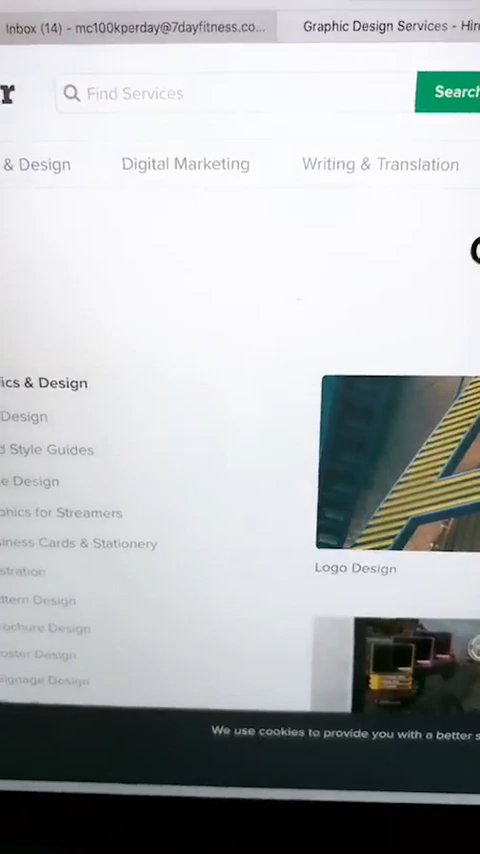 Inbox (14) - mc100kperday@7dayfitness.co...
Graphic Design Services - Hir
r
Find Services
Search
& Design
Digital Marketing
Writing & Translation
ics & Design
Design
d Style Guides
e Design
phics for Streamers
iness Cards & Stationery
stration
ttern Design
ochure Design
oster Design
ignage Design
Logo Design
We use cookies to provide you with a better s